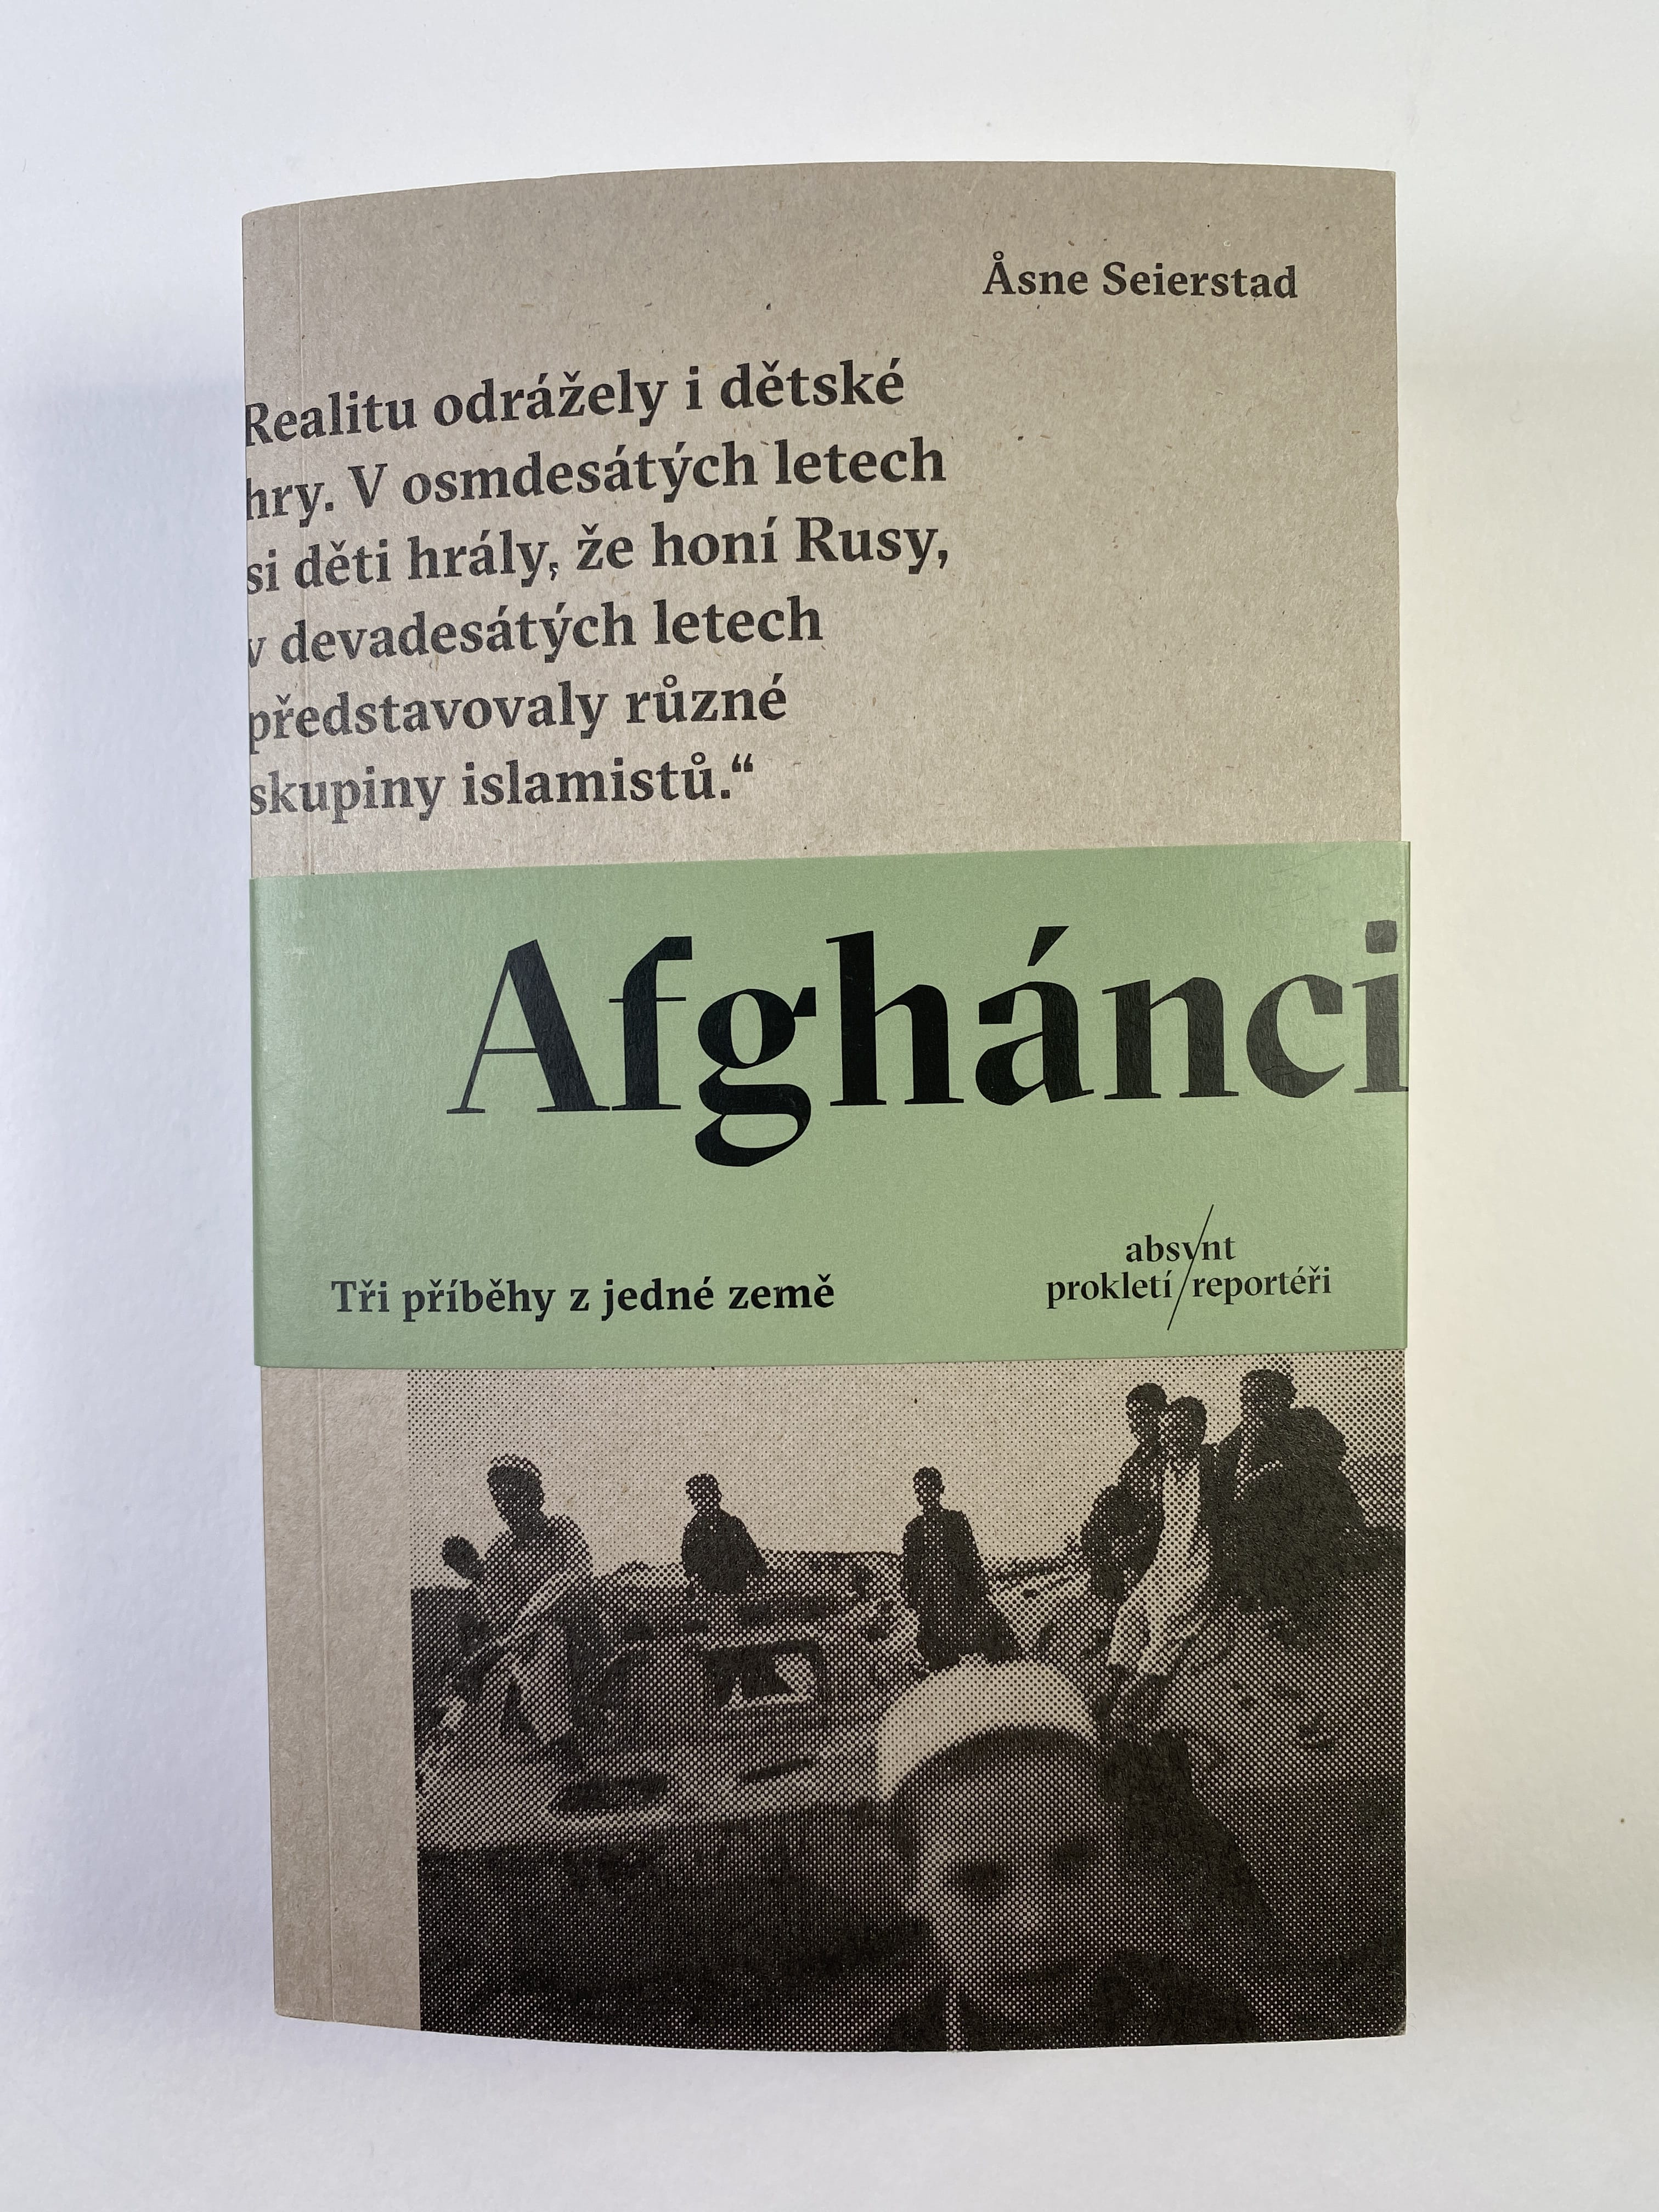 Åsne Seierstad
Realitu odrážely i dětské
hry. V osmdesátých letech
si děti hrály, že honí Rusy,
v devadesátých letech
představovaly různé
skupiny islamistů.“
Afghánci
absynt
Tři příběhy z jedné země
prokletí/reportéři